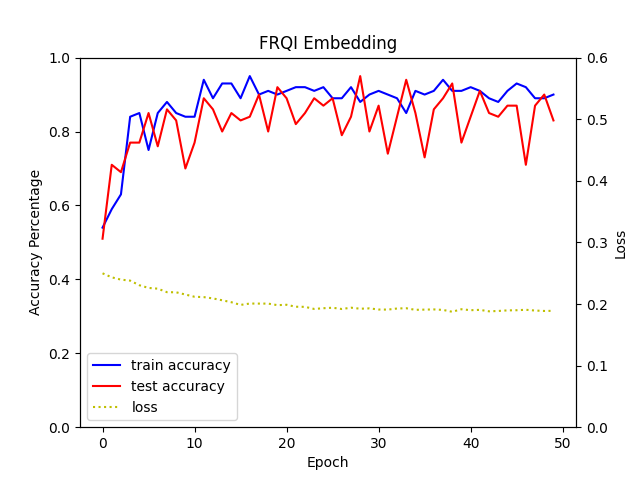 FRQI Embedding
1.0
0.8
0.6
0.4
0.2
0.0
Accuracy Percentage
0.6
0.5
0.4
0.3
0.2
0.1
0.0
Loss
train accuracy
test accuracy
loss
0 10 20 30 40 50
Epoch